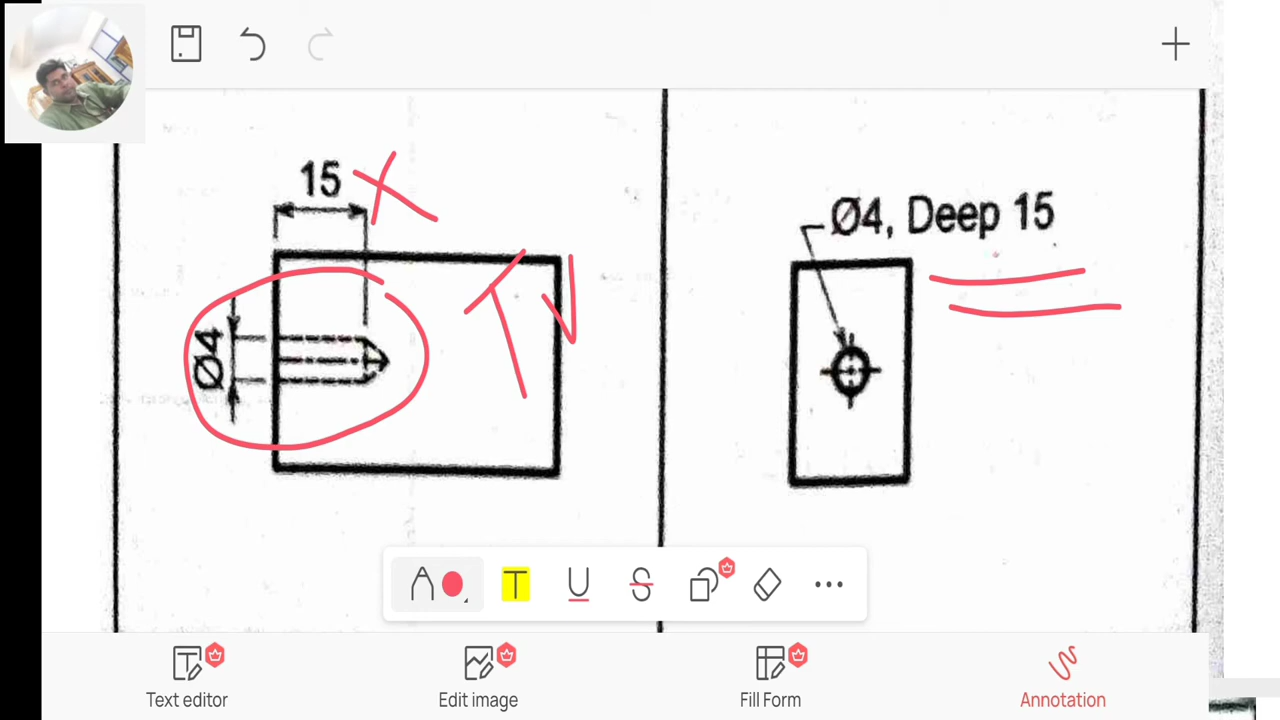 15
Ø4, Deep 15
Ø4
T
U
S
Text editor
Edit image
Fill Form
Annotation